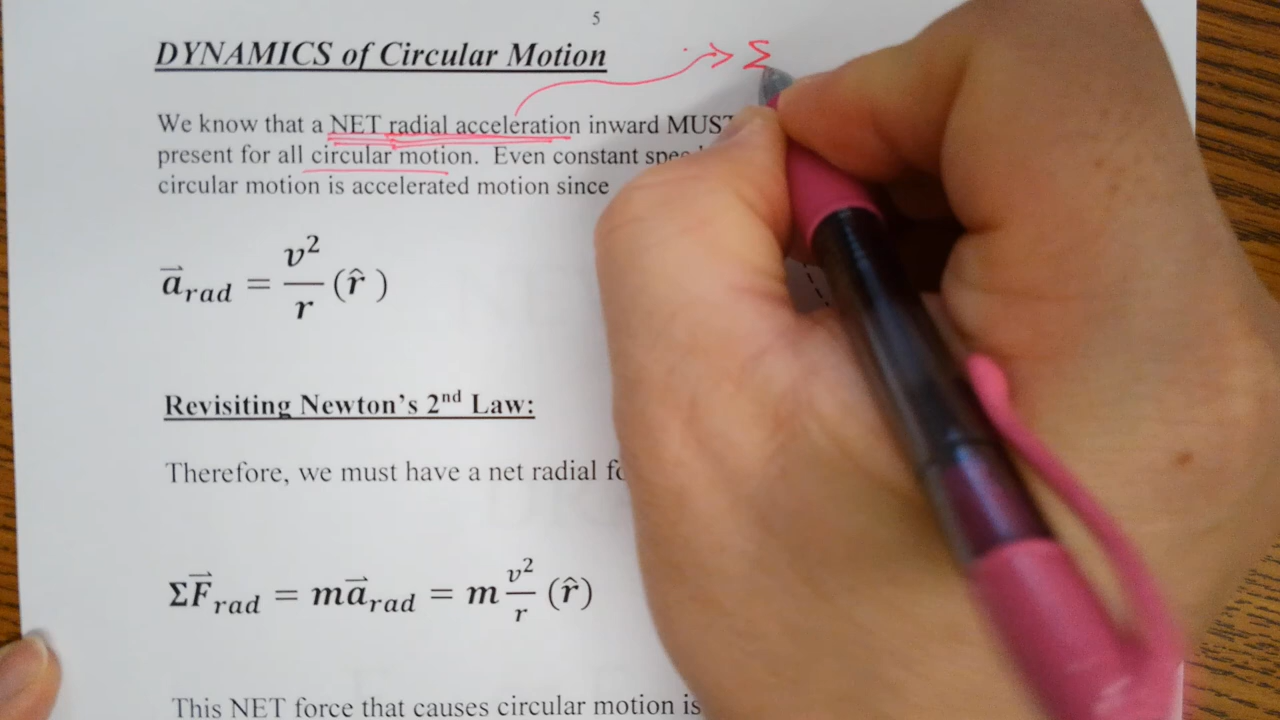 5
DYNAMICS of Circular Motion
Σ
We know that a NET radial acceleration inward MUST
present for all circular motion. Even constant
circular motion is accelerated motion since
a⃗rad = v²/r (r̂ )
Revisiting Newton's 2nd Law:
Therefore, we must have a net radial
ΣF⃗rad = ma⃗rad = m v²/r (r̂)
This NET force that causes circular motion is